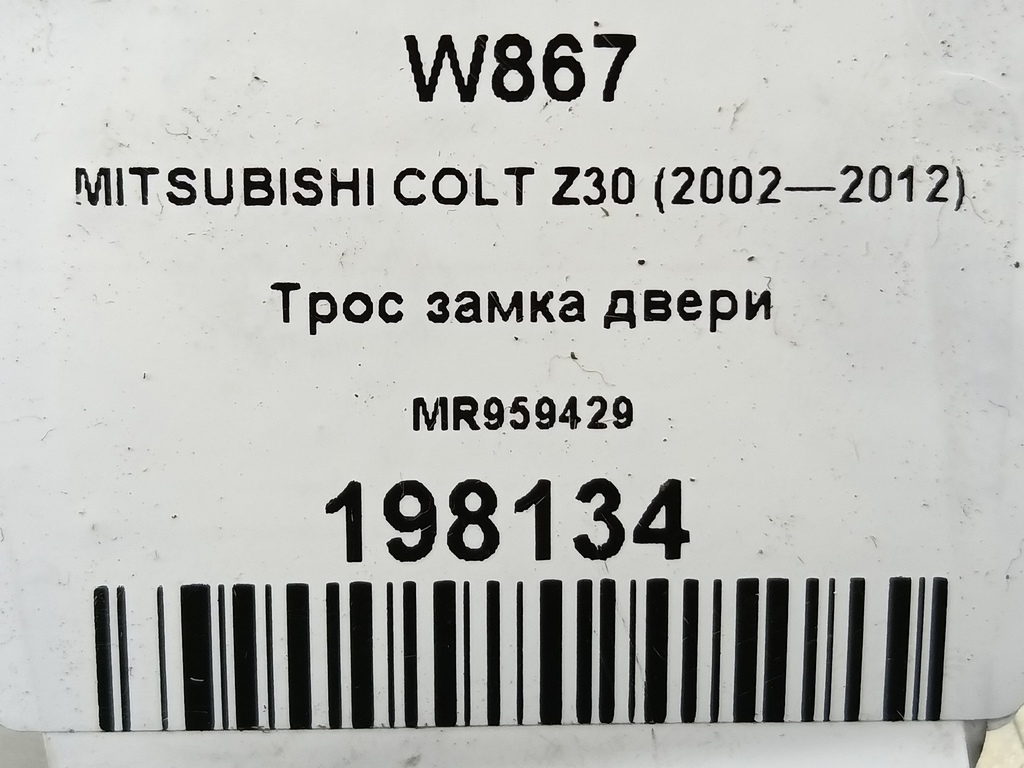 W867
MITSUBISHI COLT Z30 (2002—2012)
Трос замка двери
MR959429
198134